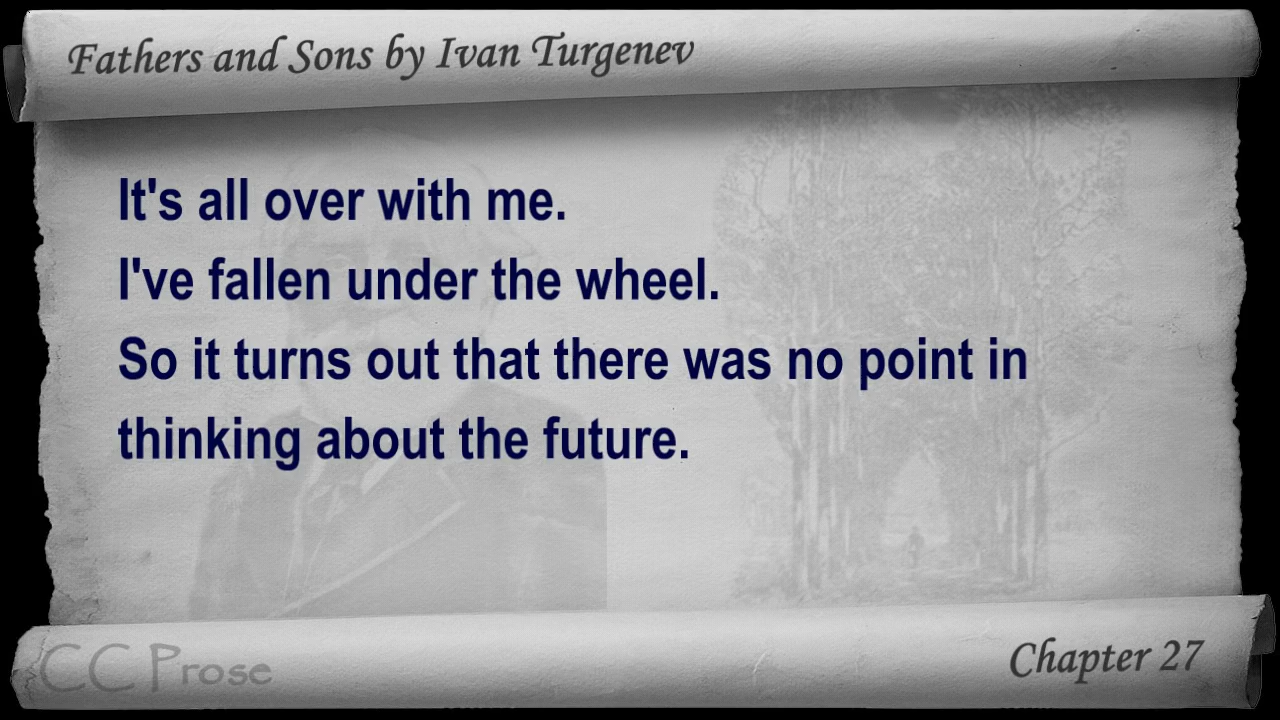 Fathers and Sons by Ivan Turgenev
It's all over with me.
I've fallen under the wheel.
So it turns out that there was no point in
thinking about the future.
CC Prose
Chapter 27